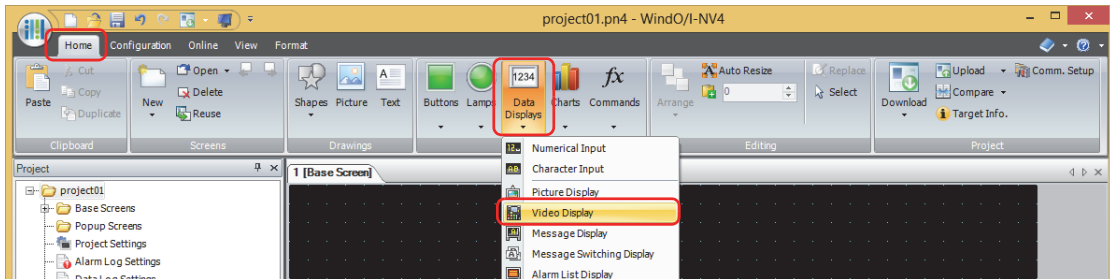 project01.pn4 - WindO/I-NV4
Home Configuration Online View Format
Cut
Copy
Duplicate
Paste
Clipboard
New
Open
Delete
Reuse
Screens
Shapes Picture Text
Drawings
Buttons Lamps Data Displays Charts Commands
1234
fx
Arrange
Auto Resize
0
Replace
Select
Editing
Download
Upload
Compare
Target Info.
Comm. Setup
Project
Numerical Input
Character Input
Picture Display
Video Display
Message Display
Message Switching Display
Alarm List Display
Project
project01
Base Screens
Popup Screens
Project Settings
Alarm Log Settings
Data Log Settings
1 [Base Screen]